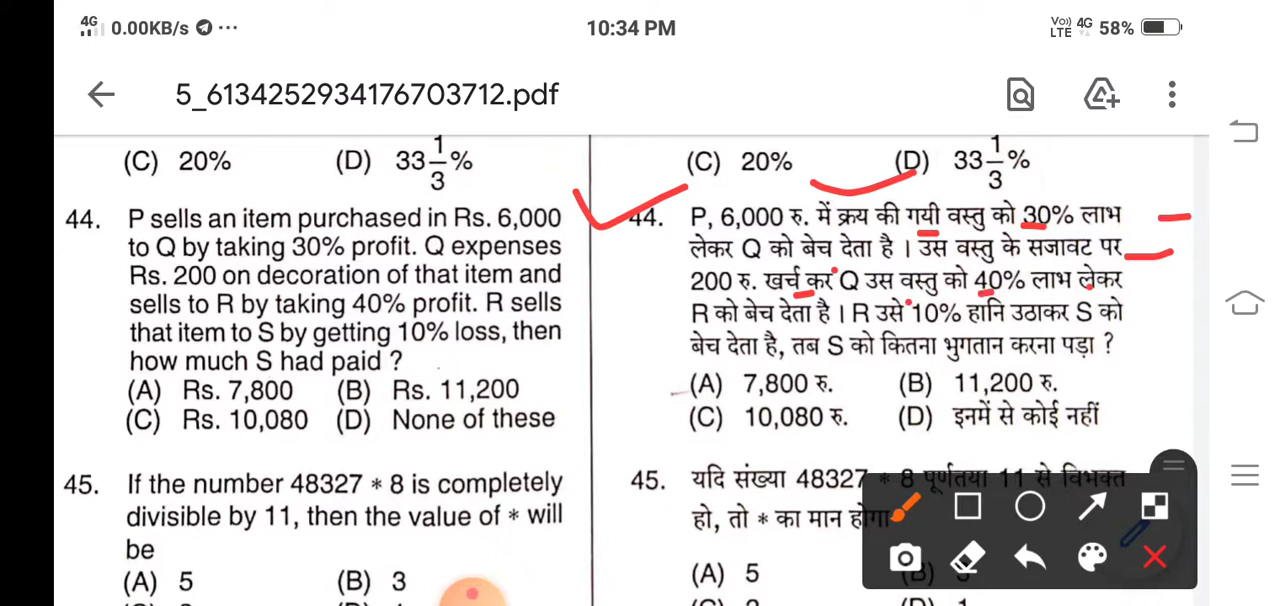 4G 0.00KB/s ...
10:34 PM
Vo)) LTE 4G 58%
5_6134252934176703712.pdf
(C) 20% (D) 33 1/3 %
44. P sells an item purchased in Rs. 6,000
to Q by taking 30% profit. Q expenses
Rs. 200 on decoration of that item and
sells to R by taking 40% profit. R sells
that item to S by getting 10% loss, then
how much S had paid ?
(A) Rs. 7,800 (B) Rs. 11,200
(C) Rs. 10,080 (D) None of these
45. If the number 48327 * 8 is completely
divisible by 11, then the value of * will
be
(A) 5 (B) 3
(C) 20% (D) 33 1/3 %
44. P, 6,000 रु. में क्रय की गयी वस्तु को 30% लाभ
लेकर Q को बेच देता है । उस वस्तु के सजावट पर
200 रु. खर्च कर Q उस वस्तु को 40% लाभ लेकर
R को बेच देता है । R उसे 10% हानि उठाकर S को
बेच देता है, तब S को कितना भुगतान करना पड़ा ?
(A) 7,800 रु. (B) 11,200 रु.
(C) 10,080 रु. (D) इनमें से कोई नहीं
45. यदि संख्या 48327 * 8 पूर्णतया 11 से विभक्त
हो, तो * का मान होगा
(A) 5 (B) 3